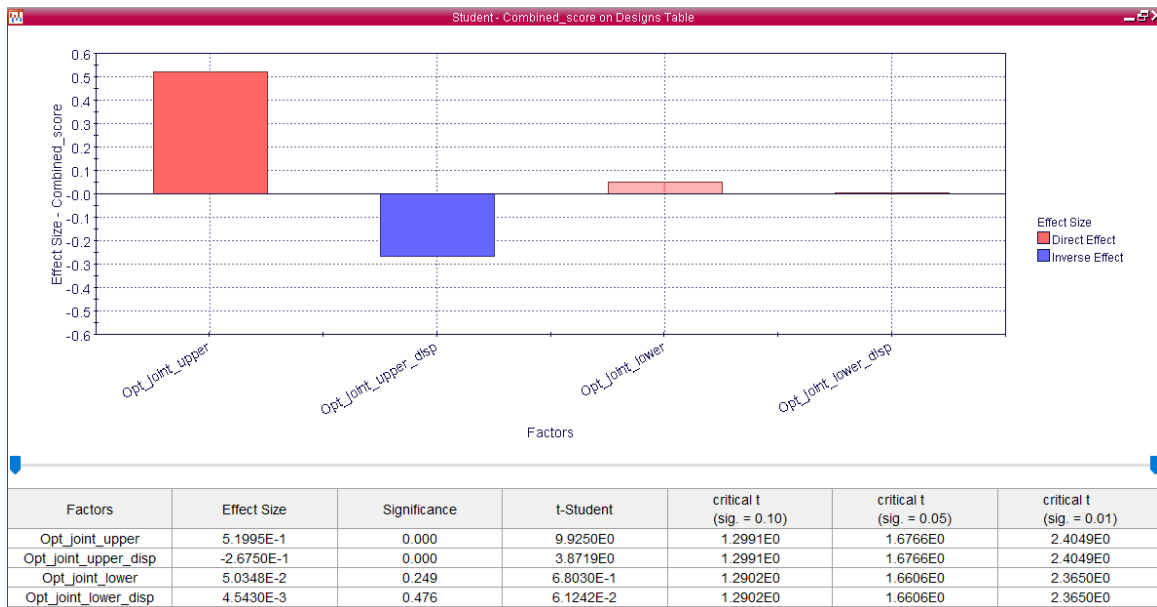 Student - Combined_score on Designs Table
Effect Size - Combined_score
0.6
0.5
0.4
0.3
0.2
0.1
-0.0
-0.1
-0.2
-0.3
-0.4
-0.5
-0.6
Opt_joint_upper
Opt_joint_upper_disp
Opt_joint_lower
Opt_joint_lower_disp
Factors
Effect Size
Direct Effect
Inverse Effect
Factors Effect Size Significance t-Student critical t (sig. = 0.10) critical t (sig. = 0.05) critical t (sig. = 0.01)
Opt_joint_upper 5.1995E-1 0.000 9.9250E0 1.2991E0 1.6766E0 2.4049E0
Opt_joint_upper_disp -2.6750E-1 0.000 3.8719E0 1.2991E0 1.6766E0 2.4049E0
Opt_joint_lower 5.0348E-2 0.249 6.8030E-1 1.2902E0 1.6606E0 2.3650E0
Opt_joint_lower_disp 4.5430E-3 0.476 6.1242E-2 1.2902E0 1.6606E0 2.3650E0